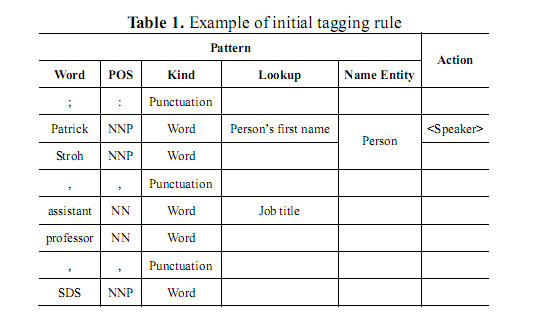 Table 1. Example of initial tagging rule
Pattern Action
Word POS Kind Lookup Name Entity
; : Punctuation
Patrick NNP Word Person's first name Person <Speaker>
Stroh NNP Word
, , Punctuation
assistant NN Word Job title
professor NN Word
, , Punctuation
SDS NNP Word